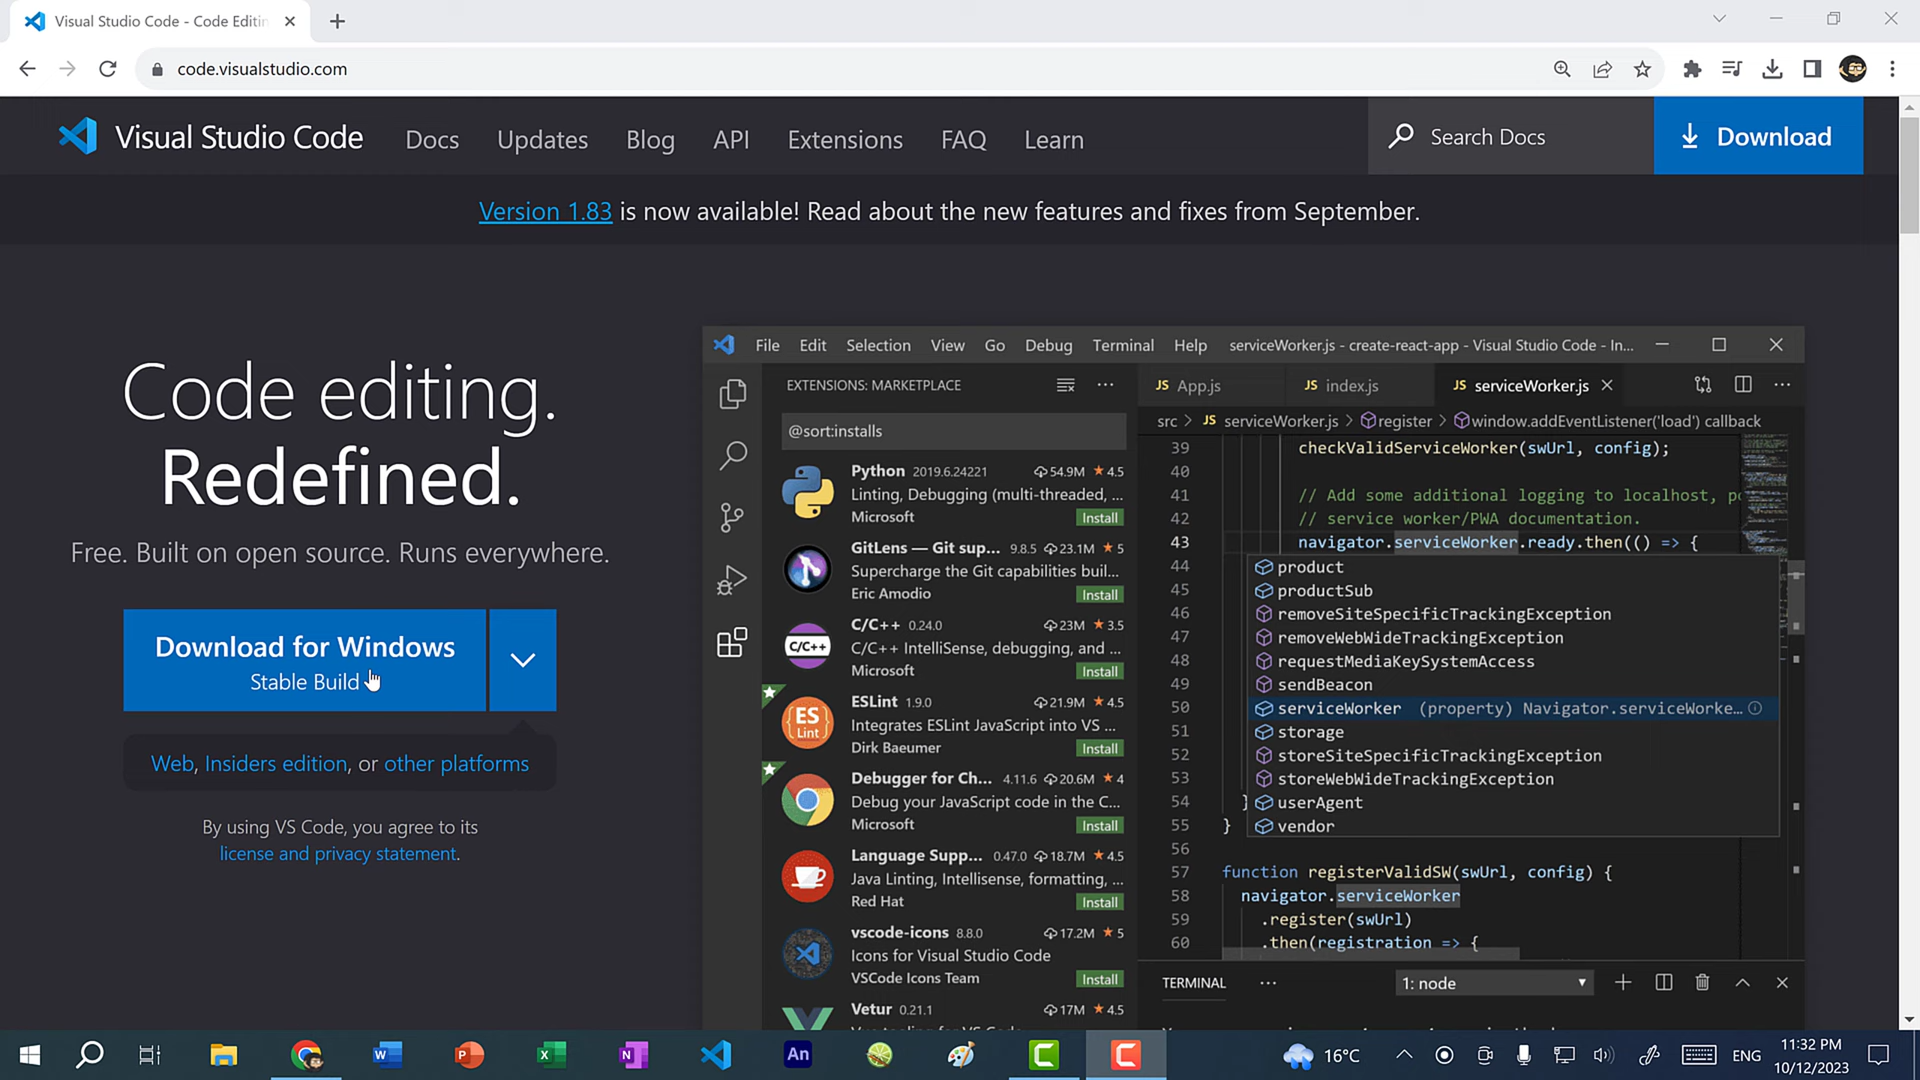 Visual Studio Code - Code Editin
code.visualstudio.com
Visual Studio Code Docs Updates Blog API Extensions FAQ Learn Search Docs Download
Version 1.83 is now available! Read about the new features and fixes from September.
Code editing.
Redefined.
Free. Built on open source. Runs everywhere.
Download for Windows
Stable Build
Web, Insiders edition, or other platforms
By using VS Code, you agree to its
license and privacy statement.
File Edit Selection View Go Debug Terminal Help serviceWorker.js - create-react-app - Visual Studio Code - In...
EXTENSIONS: MARKETPLACE
@sort:installs
Python 2019.6.24221 54.9M ★ 4.5
Linting, Debugging (multi-threaded, ...
Microsoft Install
GitLens — Git sup... 9.8.5 23.1M ★ 5
Supercharge the Git capabilities buil...
Eric Amodio Install
C/C++ 0.24.0 23M ★ 3.5
C/C++
C/C++ IntelliSense, debugging, and ...
Microsoft Install
ESLint 1.9.0 21.9M ★ 4.5
ES
Lint
Integrates ESLint JavaScript into VS ...
Dirk Baeumer Install
Debugger for Ch... 4.11.6 20.6M ★ 4
Debug your JavaScript code in the C...
Microsoft Install
Language Supp... 0.47.0 18.7M ★ 4.5
Java Linting, Intellisense, formatting, ...
Red Hat Install
vscode-icons 8.8.0 17.2M ★ 5
Icons for Visual Studio Code
VSCode Icons Team Install
Vetur 0.21.1 17M ★ 4.5
JS App.js JS index.js JS serviceWorker.js
src > JS serviceWorker.js > register > window.addEventListener('load') callback
39 checkValidServiceWorker(swUrl, config);
40
41 // Add some additional logging to localhost, po
42 // service worker/PWA documentation.
43 navigator.serviceWorker.ready.then(() => {
44 product
45 productSub
46 removeSiteSpecificTrackingException
47 removeWebWideTrackingException
48 requestMediaKeySystemAccess
49 sendBeacon
50 serviceWorker (property) Navigator.serviceWorke...
51 storage
52 storeSiteSpecificTrackingException
53 storeWebWideTrackingException
54 } userAgent
55 } vendor
56
57 function registerValidSW(swUrl, config) {
58 navigator.serviceWorker
59 .register(swUrl)
60 .then(registration => {
TERMINAL ... 1: node
An
16°C ENG
11:32 PM
10/12/2023